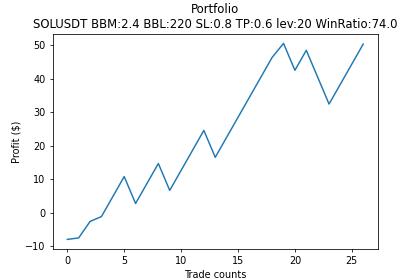 Portfolio
SOLUSDT BBM:2.4 BBL:220 SL:0.8 TP:0.6 lev:20 WinRatio:74.0
50
40
30
20
10
0
−10
Profit ($)
0 5 10 15 20 25
Trade counts